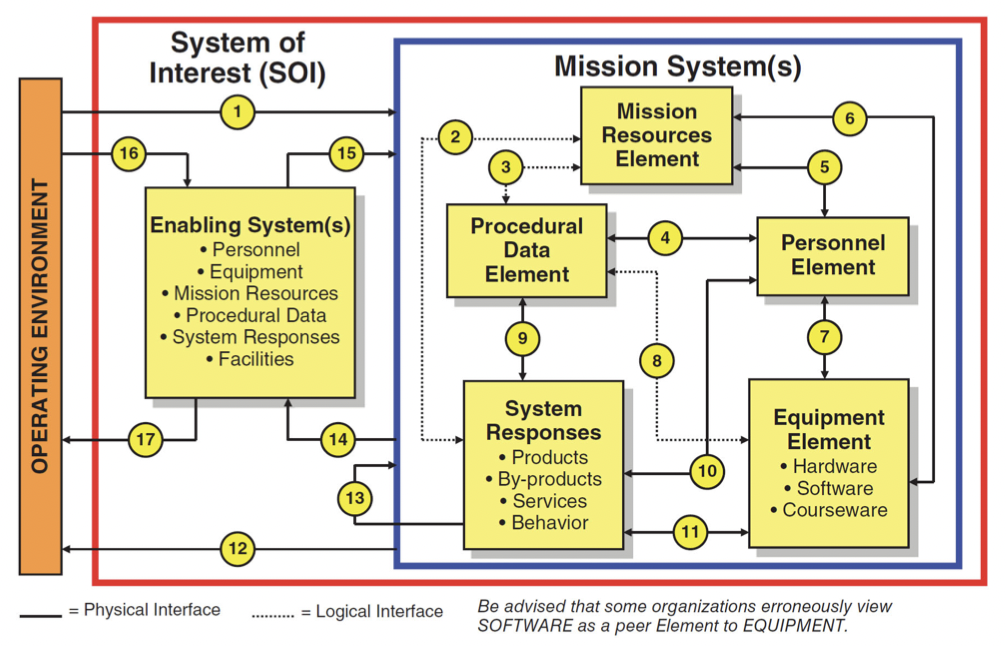 System of
Interest (SOI)
Mission System(s)
OPERATING ENVIRONMENT
1
16
15
Enabling System(s)
• Personnel
• Equipment
• Mission Resources
• Procedural Data
• System Responses
• Facilities
17
14
13
12
2
3
Mission
Resources
Element
6
5
Procedural
Data
Element
4
Personnel
Element
9
8
7
System
Responses
• Products
• By-products
• Services
• Behavior
10
11
Equipment
Element
• Hardware
• Software
• Courseware
= Physical Interface
= Logical Interface
Be advised that some organizations erroneously view
SOFTWARE as a peer Element to EQUIPMENT.